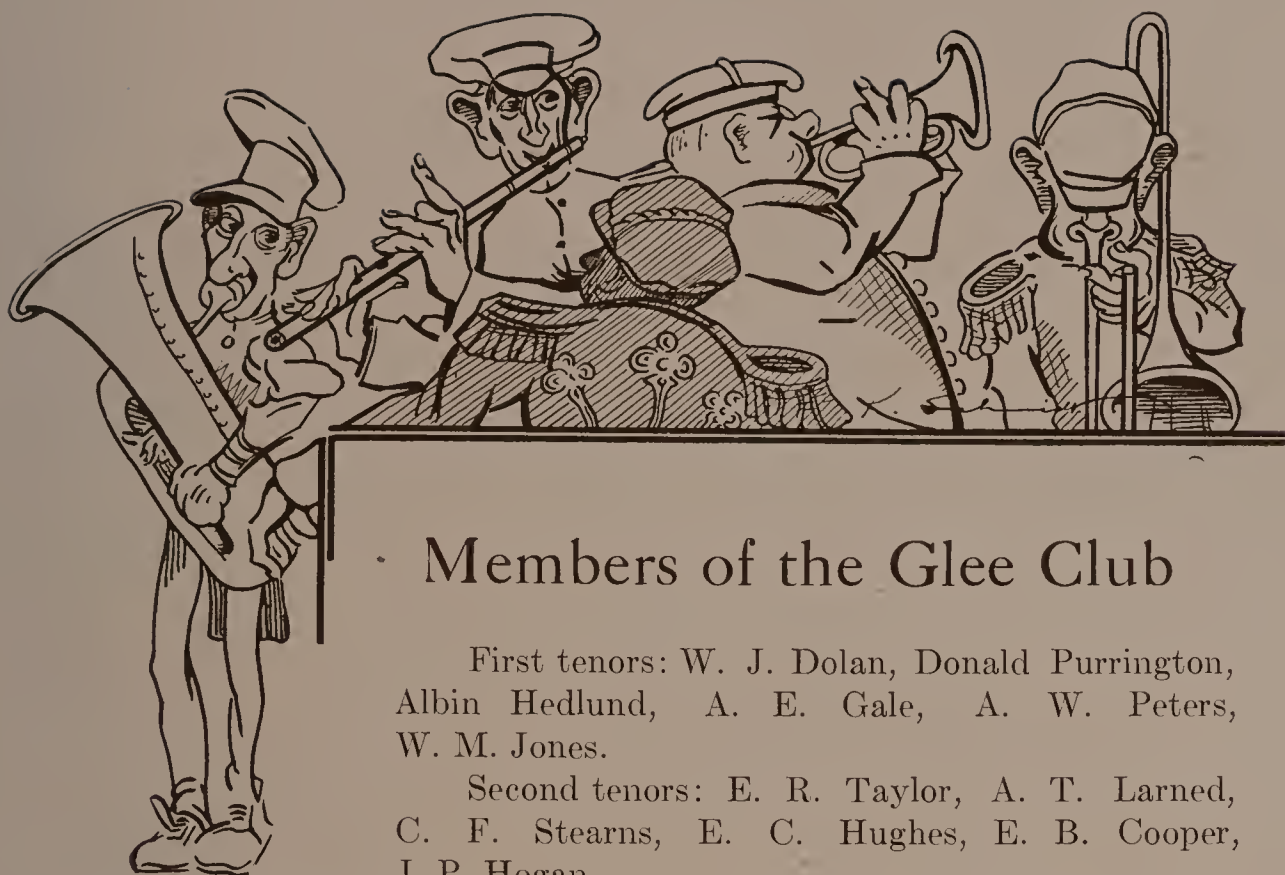 Members of the Glee Club
First tenors: W. J. Dolan, Donald Purrington,
Albin Hedlund, A. E. Gale, A. W. Peters,
W. M. Jones.
Second tenors: E. R. Taylor, A. T. Larned,
C. F. Stearns, E. C. Hughes, E. B. Cooper,
J. P. Hogan